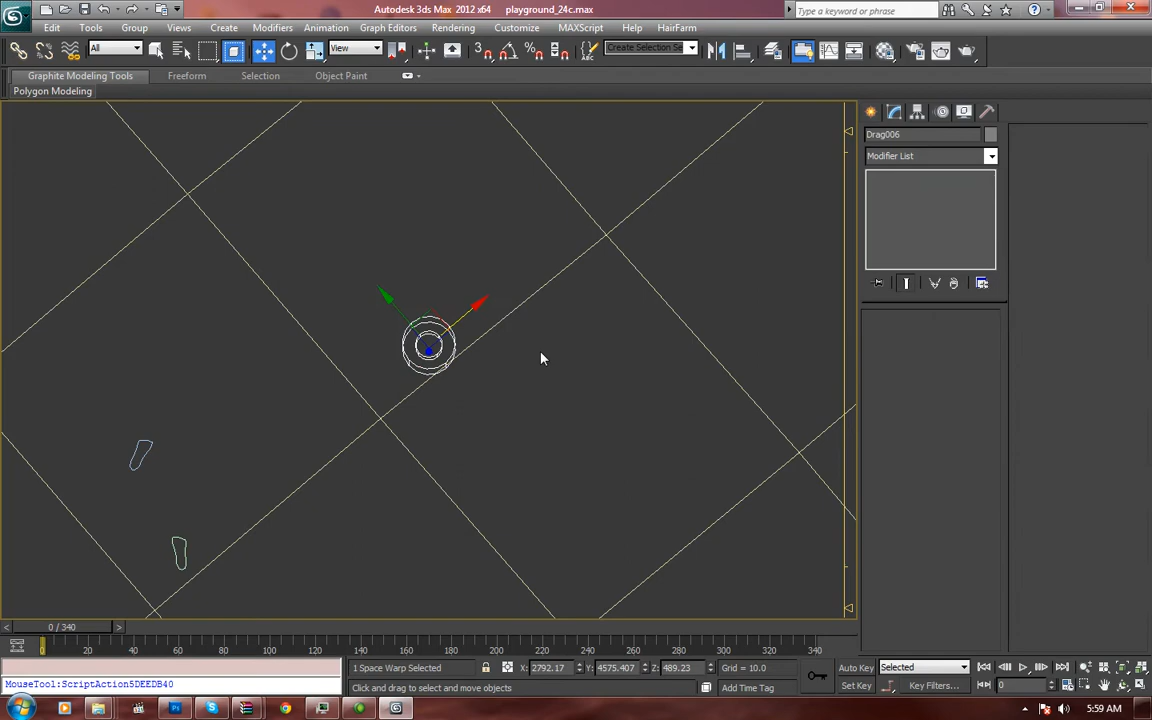 Autodesk 3ds Max 2012 x64 playground_24c.max
Type a keyword or phrase
Edit Tools Group Views Create Modifiers Animation Graph Editors Rendering Customize MAXScript Help HairFarm
All View Create Selection Se
Graphite Modeling Tools Freeform Selection Object Paint
Polygon Modeling
Drag006
Modifier List
0 / 340
0 20 40 60 80 100 120 140 160 180 200 220 240 260 280 300 320 340
1 Space Warp Selected X: 2792.17 Y: 4575.407 Z: 489.23 Grid = 10.0 Auto Key Selected
MouseTool:ScriptAction5DEEDB40 Click and drag to select and move objects Add Time Tag Set Key Key Filters... 0
5:59 AM